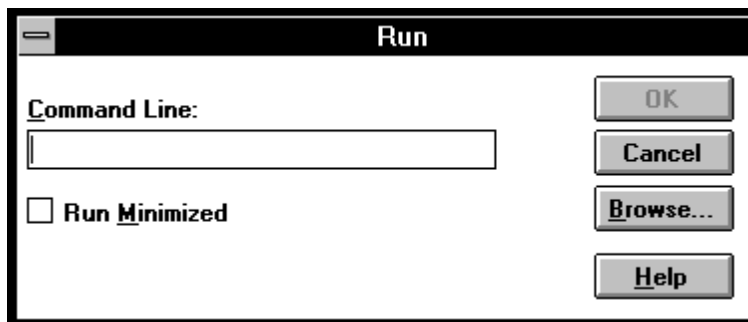 Run
Command Line:
Run Minimized
OK
Cancel
Browse...
Help